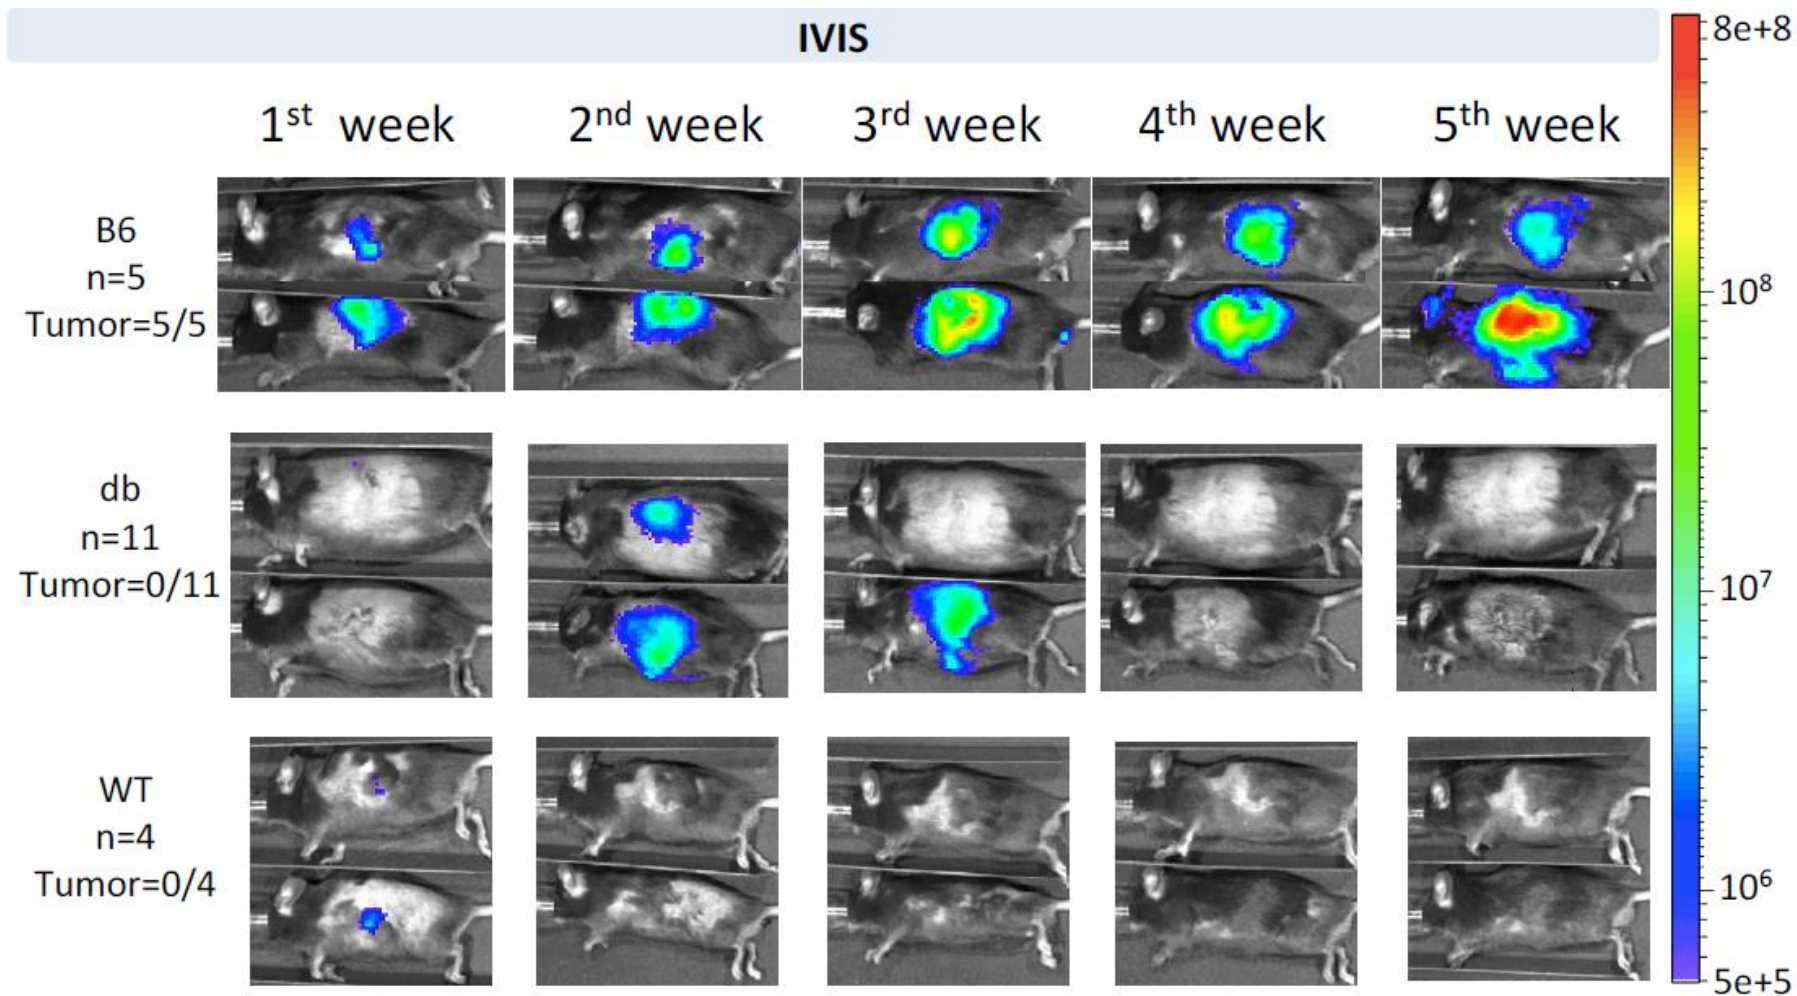 IVIS
1st week
2nd week
3rd week
4th week
5th week
B6
n=5
Tumor=5/5
db
n=11
Tumor=0/11
WT
n=4
Tumor=0/4
8e+8
10⁸
10⁷
10⁶
5e+5